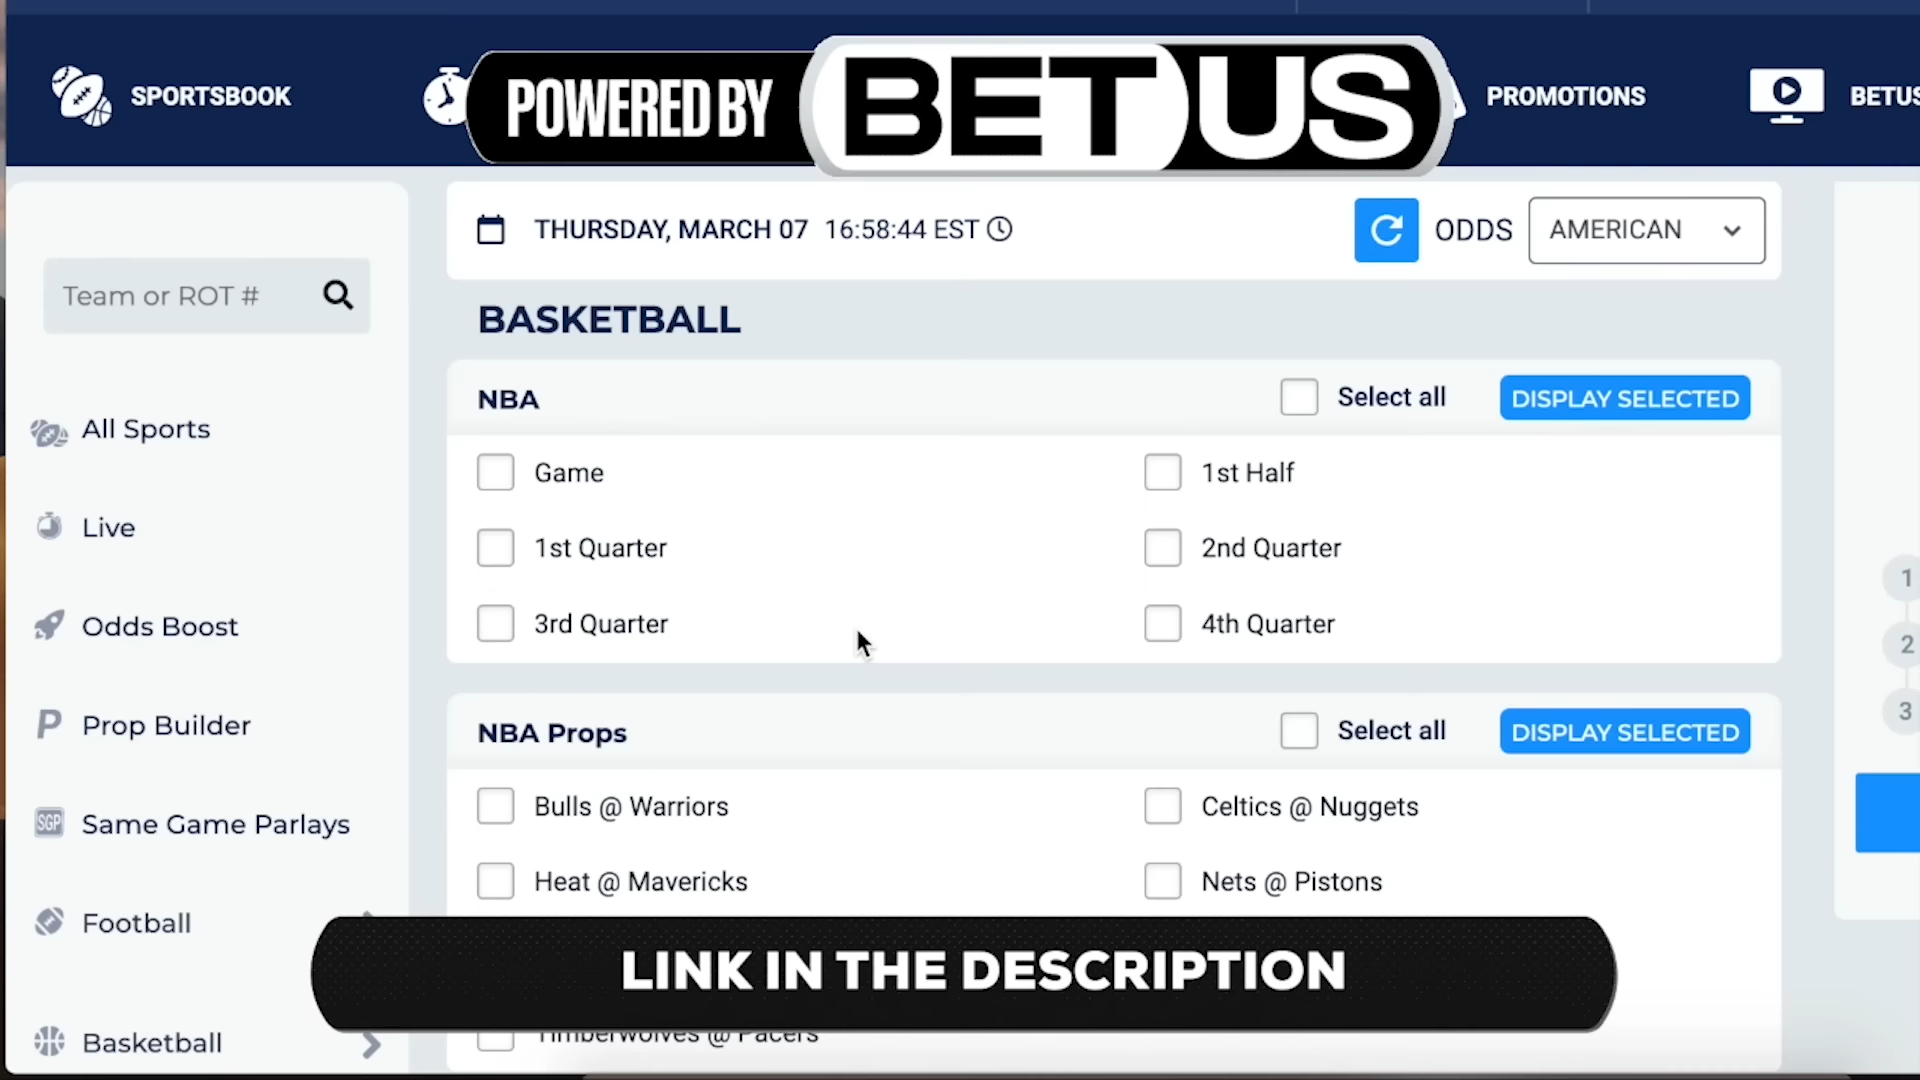 SPORTSBOOK
POWERED BY BETUS
PROMOTIONS
BETUS
THURSDAY, MARCH 07 16:58:44 EST
ODDS
AMERICAN
Team or ROT #
BASKETBALL
NBA
Select all
DISPLAY SELECTED
All Sports
Game
1st Half
Live
1st Quarter
2nd Quarter
1
Odds Boost
3rd Quarter
4th Quarter
2
Prop Builder
NBA Props
Select all
DISPLAY SELECTED
3
SGP Same Game Parlays
Bulls @ Warriors
Celtics @ Nuggets
Heat @ Mavericks
Nets @ Pistons
Football
LINK IN THE DESCRIPTION
Basketball
Timberwolves @ Pacers